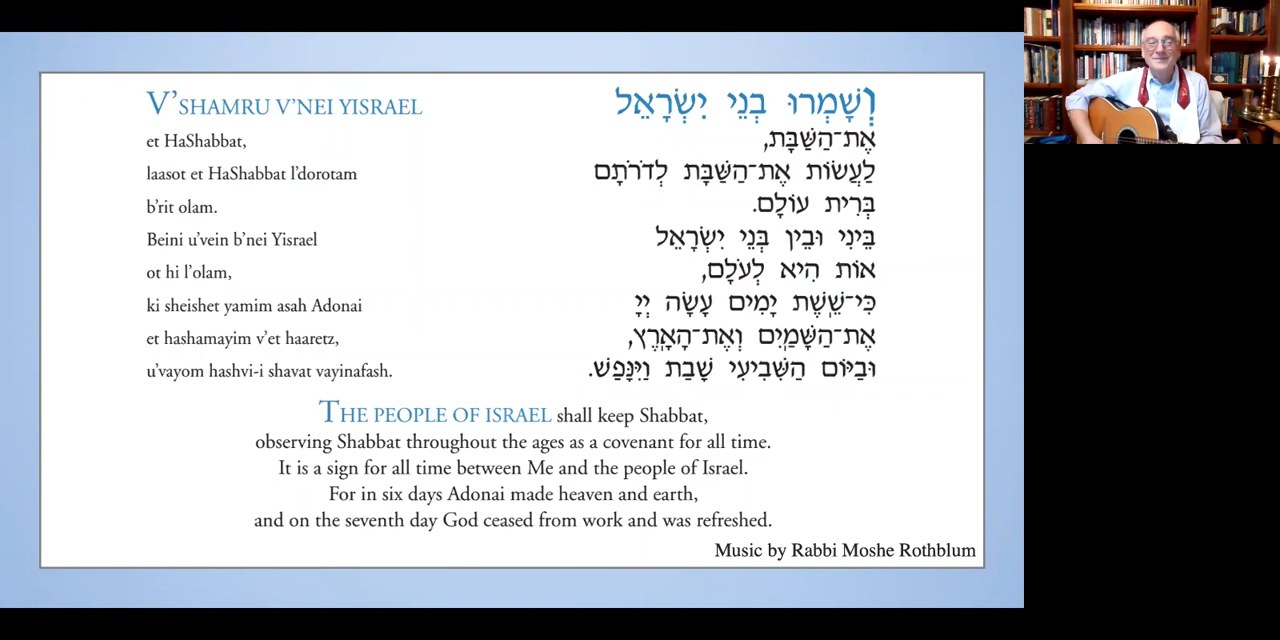 V'SHAMRU V'NEI YISRAEL
et HaShabbat,
laasot et HaShabbat l'dorotam
b'rit olam.
Beini u'vein b'nei Yisrael
ot hi l'olam,
ki sheishet yamim asah Adonai
et hashamayim v'et haaretz,
u'vayom hashvi-i shavat vayinafash.
וְשָׁמְרוּ בְנֵי יִשְׂרָאֵל
אֶת־הַשַּׁבָּת,
לַעֲשׂוֹת אֶת־הַשַּׁבָּת לְדֹרֹתָם
בְּרִית עוֹלָם.
בֵּינִי וּבֵין בְּנֵי יִשְׂרָאֵל
אוֹת הִיא לְעֹלָם,
כִּי־שֵֽׁשֶׁת יָמִים עָשָׂה יְיָ
אֶת־הַשָּׁמַֽיִם וְאֶת־הָאָֽרֶץ,
וּבַיּוֹם הַשְּׁבִיעִי שָׁבַת וַיִּנָּפַשׁ.
THE PEOPLE OF ISRAEL shall keep Shabbat,
observing Shabbat throughout the ages as a covenant for all time.
It is a sign for all time between Me and the people of Israel.
For in six days Adonai made heaven and earth,
and on the seventh day God ceased from work and was refreshed.
Music by Rabbi Moshe Rothblum